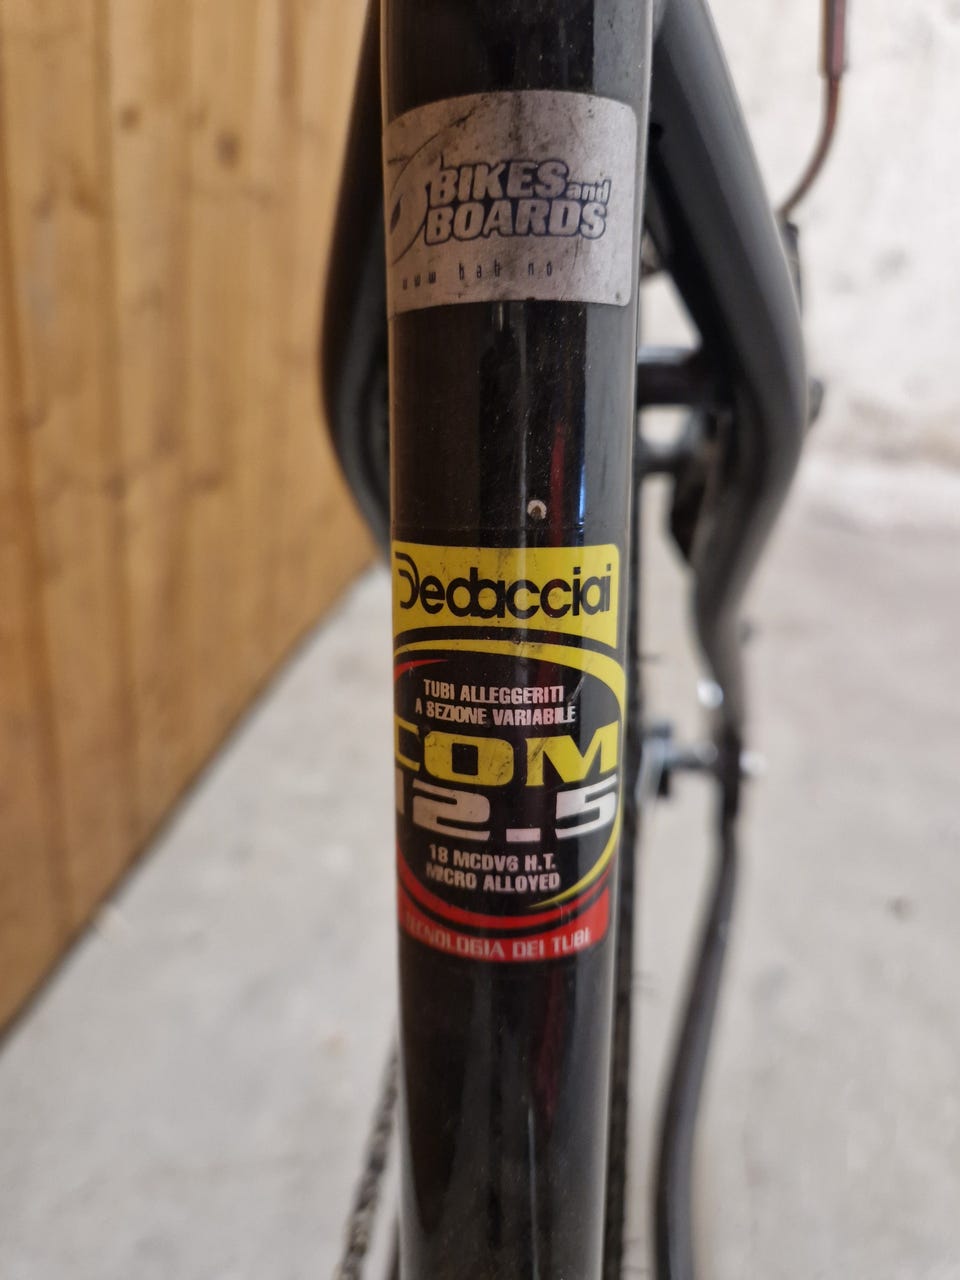 BIKES and
BOARDS
www bab no
Dedacciai
TUBI ALLEGGERITI
A SEZIONE VARIABILE
COM
12.5
18 MCDV6 H.T.
MICRO ALLOYED
TECNOLOGIA DEI TUBI